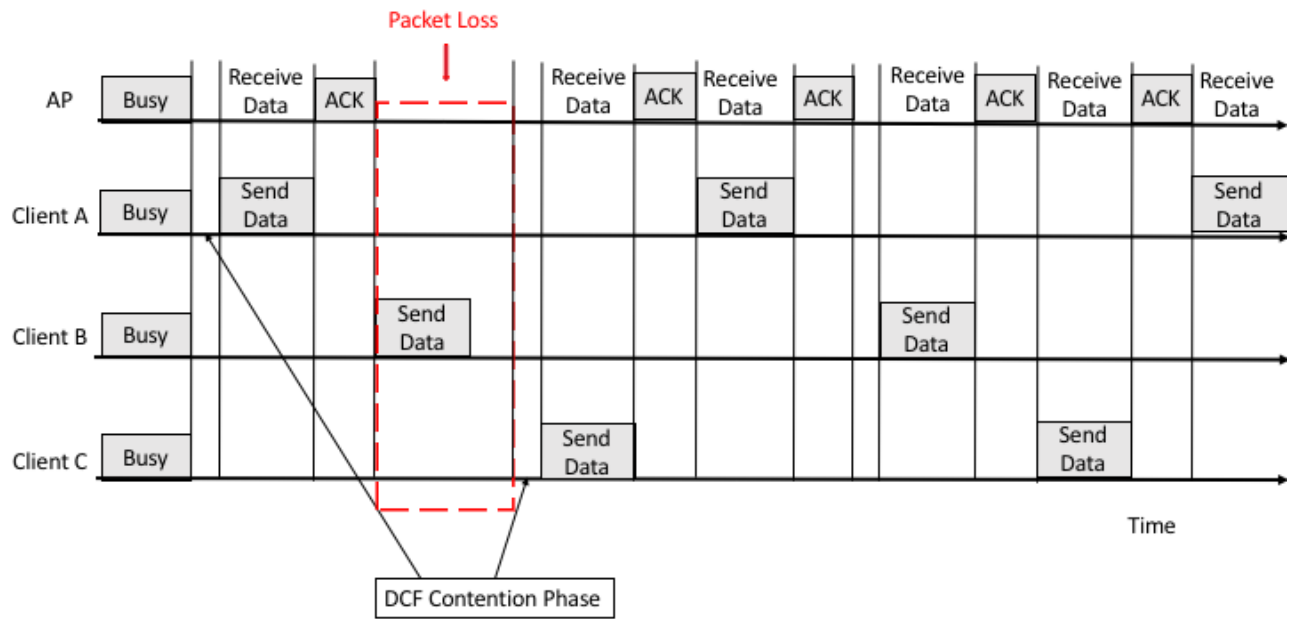 Packet Loss
AP
Busy
Receive
Data
ACK
Receive
Data
ACK
Receive
Data
ACK
Receive
Data
ACK
Receive
Data
ACK
Receive
Data
Client A
Busy
Send
Data
Send
Data
Send
Data
Client B
Busy
Send
Data
Send
Data
Client C
Busy
Send
Data
Send
Data
Time
DCF Contention Phase